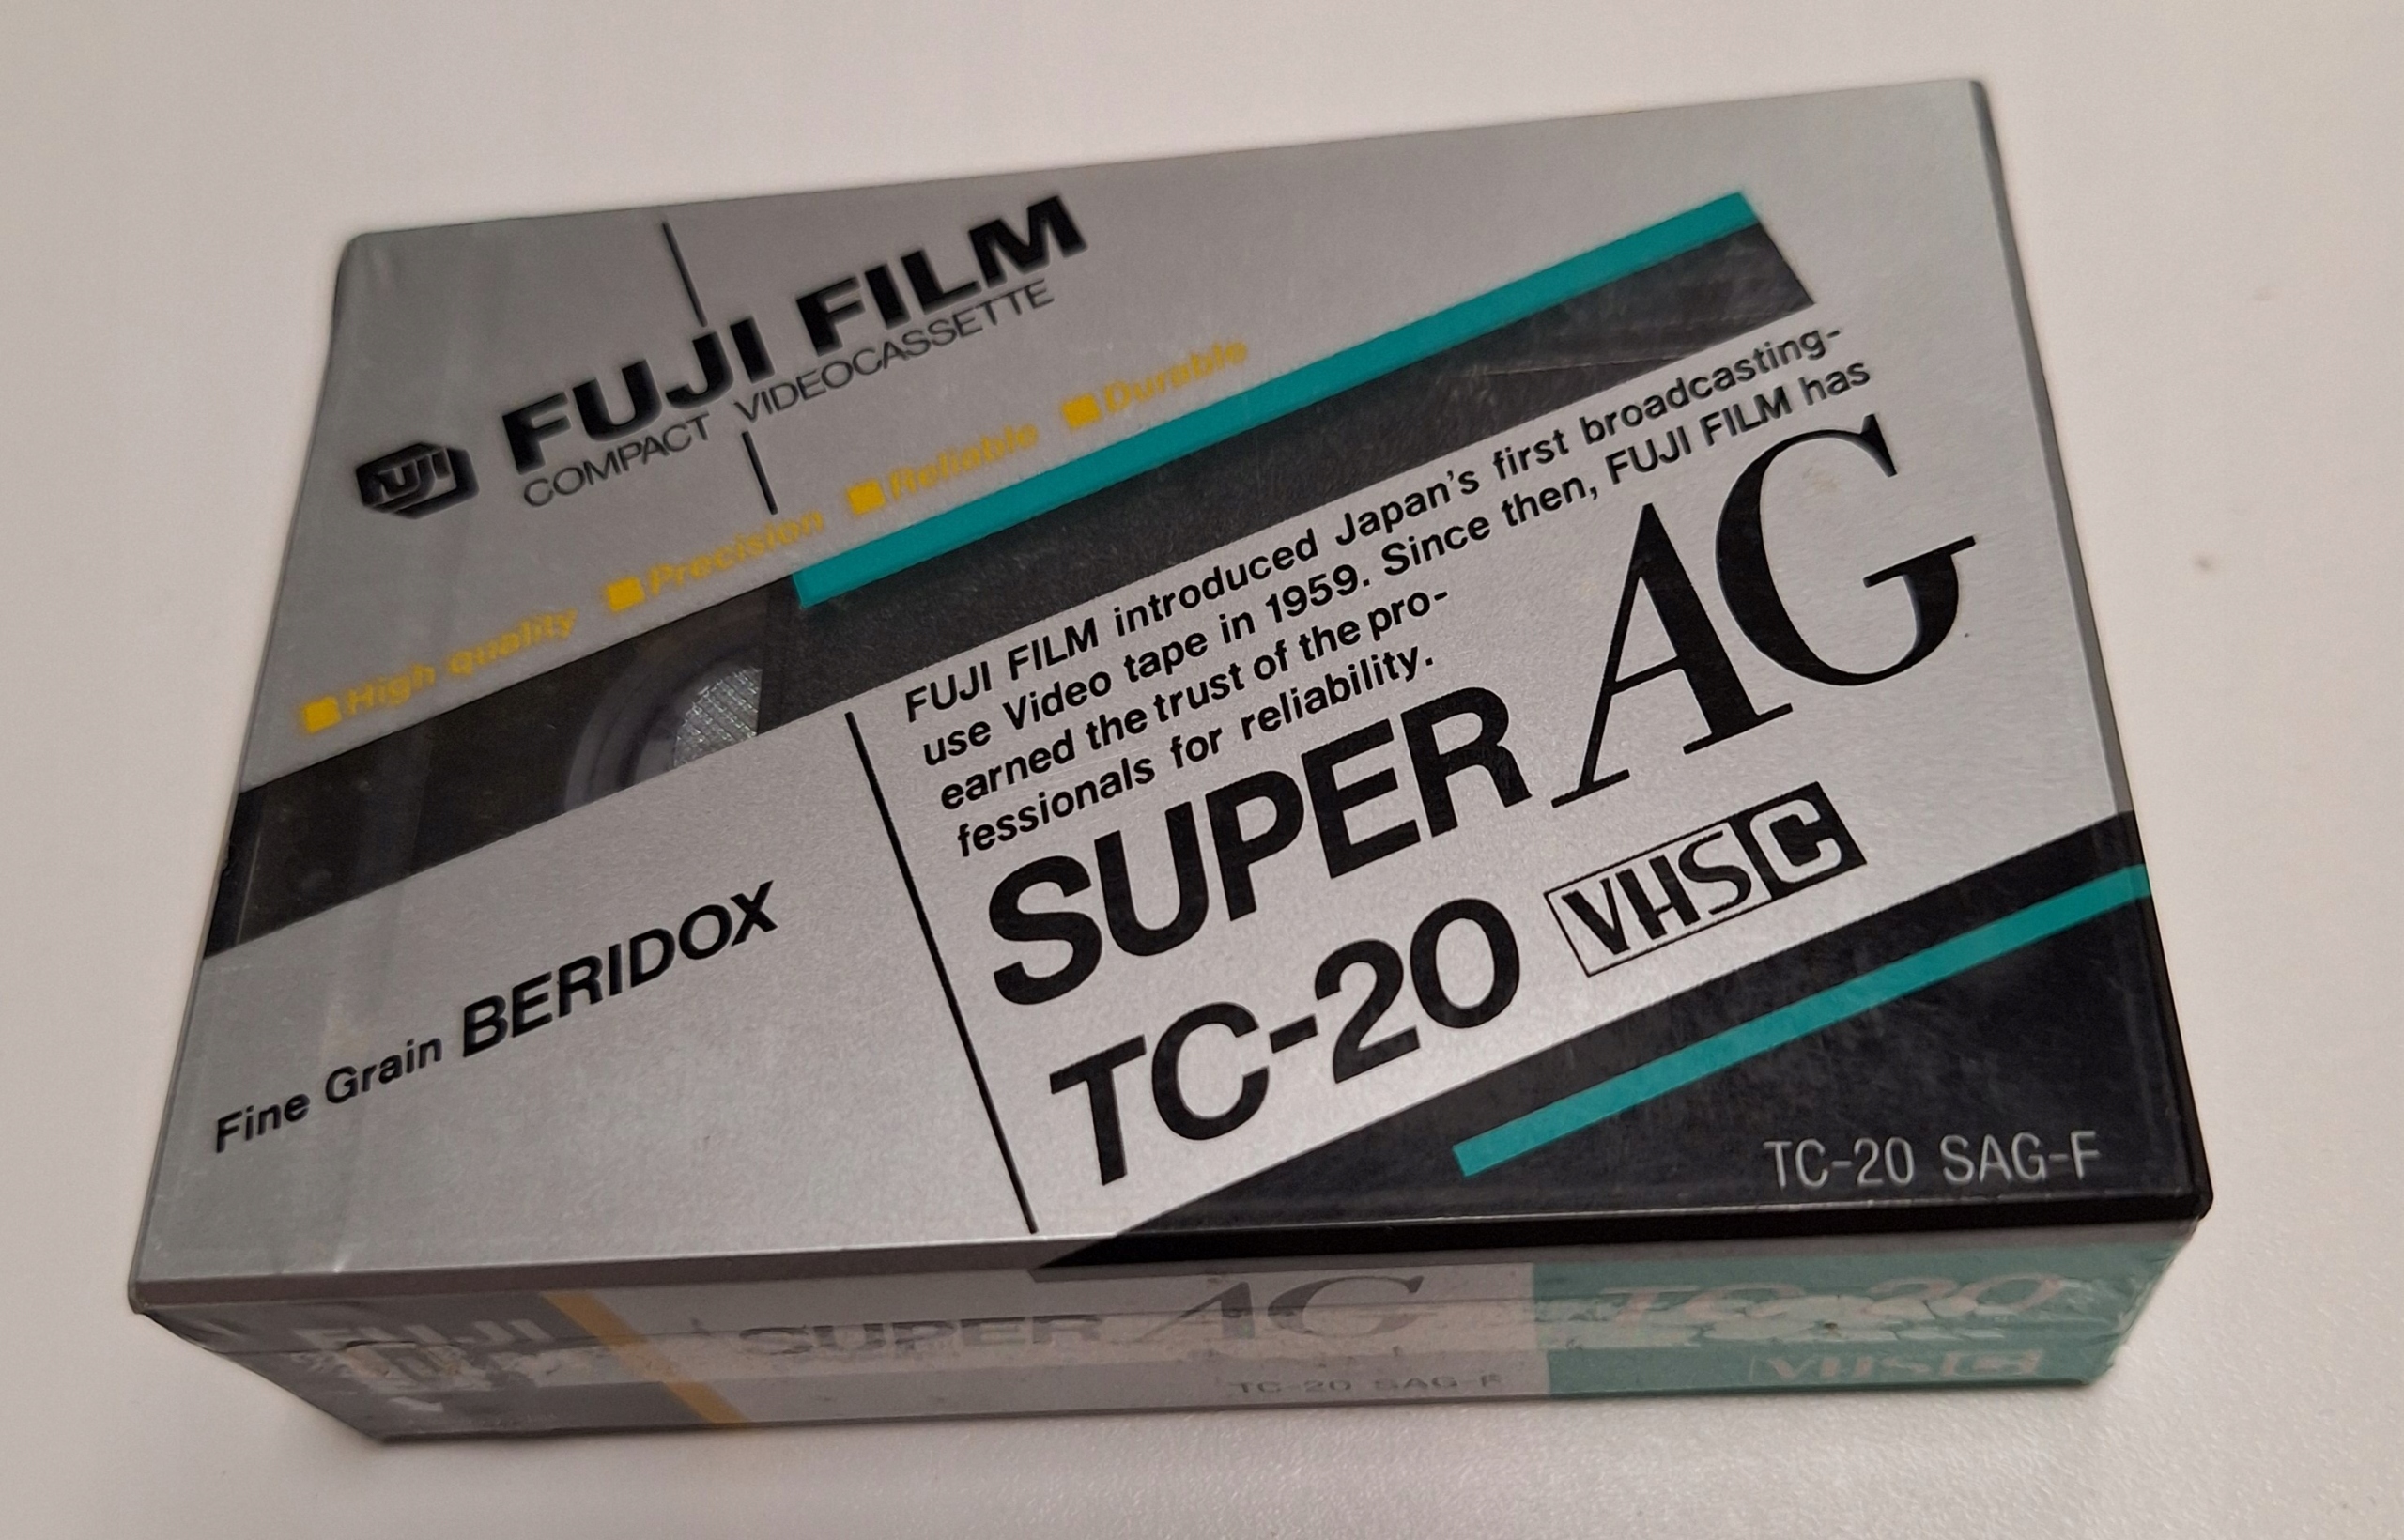 FUJI
FUJI FILM
COMPACT VIDEOCASSETTE
■High quality ■Precision ■Reliable ■Durable
FUJI FILM introduced Japan's first broadcasting-
use Video tape in 1959. Since then, FUJI FILM has
earned the trust of the pro-
fessionals for reliability.
SUPER AG
TC-20 VHS C
Fine Grain BERIDOX
TC-20 SAG-F
FUJI
SUPER AG
TC-20
TC-20 SAG-F
VHS C